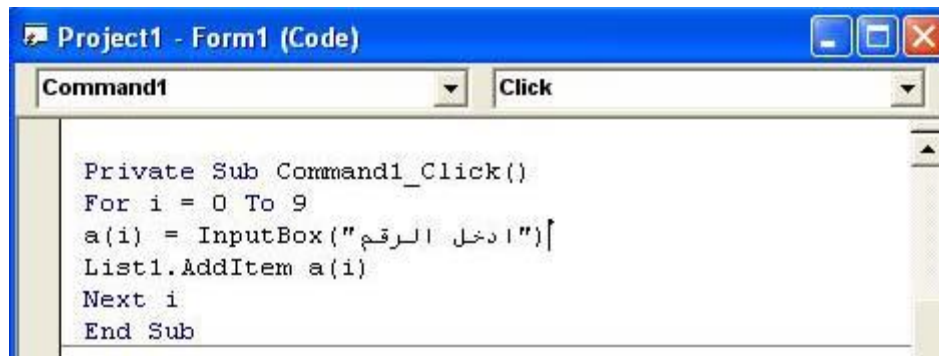 Project1 - Form1 (Code)
Command1 Click
Private Sub Command1_Click()
For i = 0 To 9
a(i) = InputBox("ادخل الرقم")
List1.AddItem a(i)
Next i
End Sub